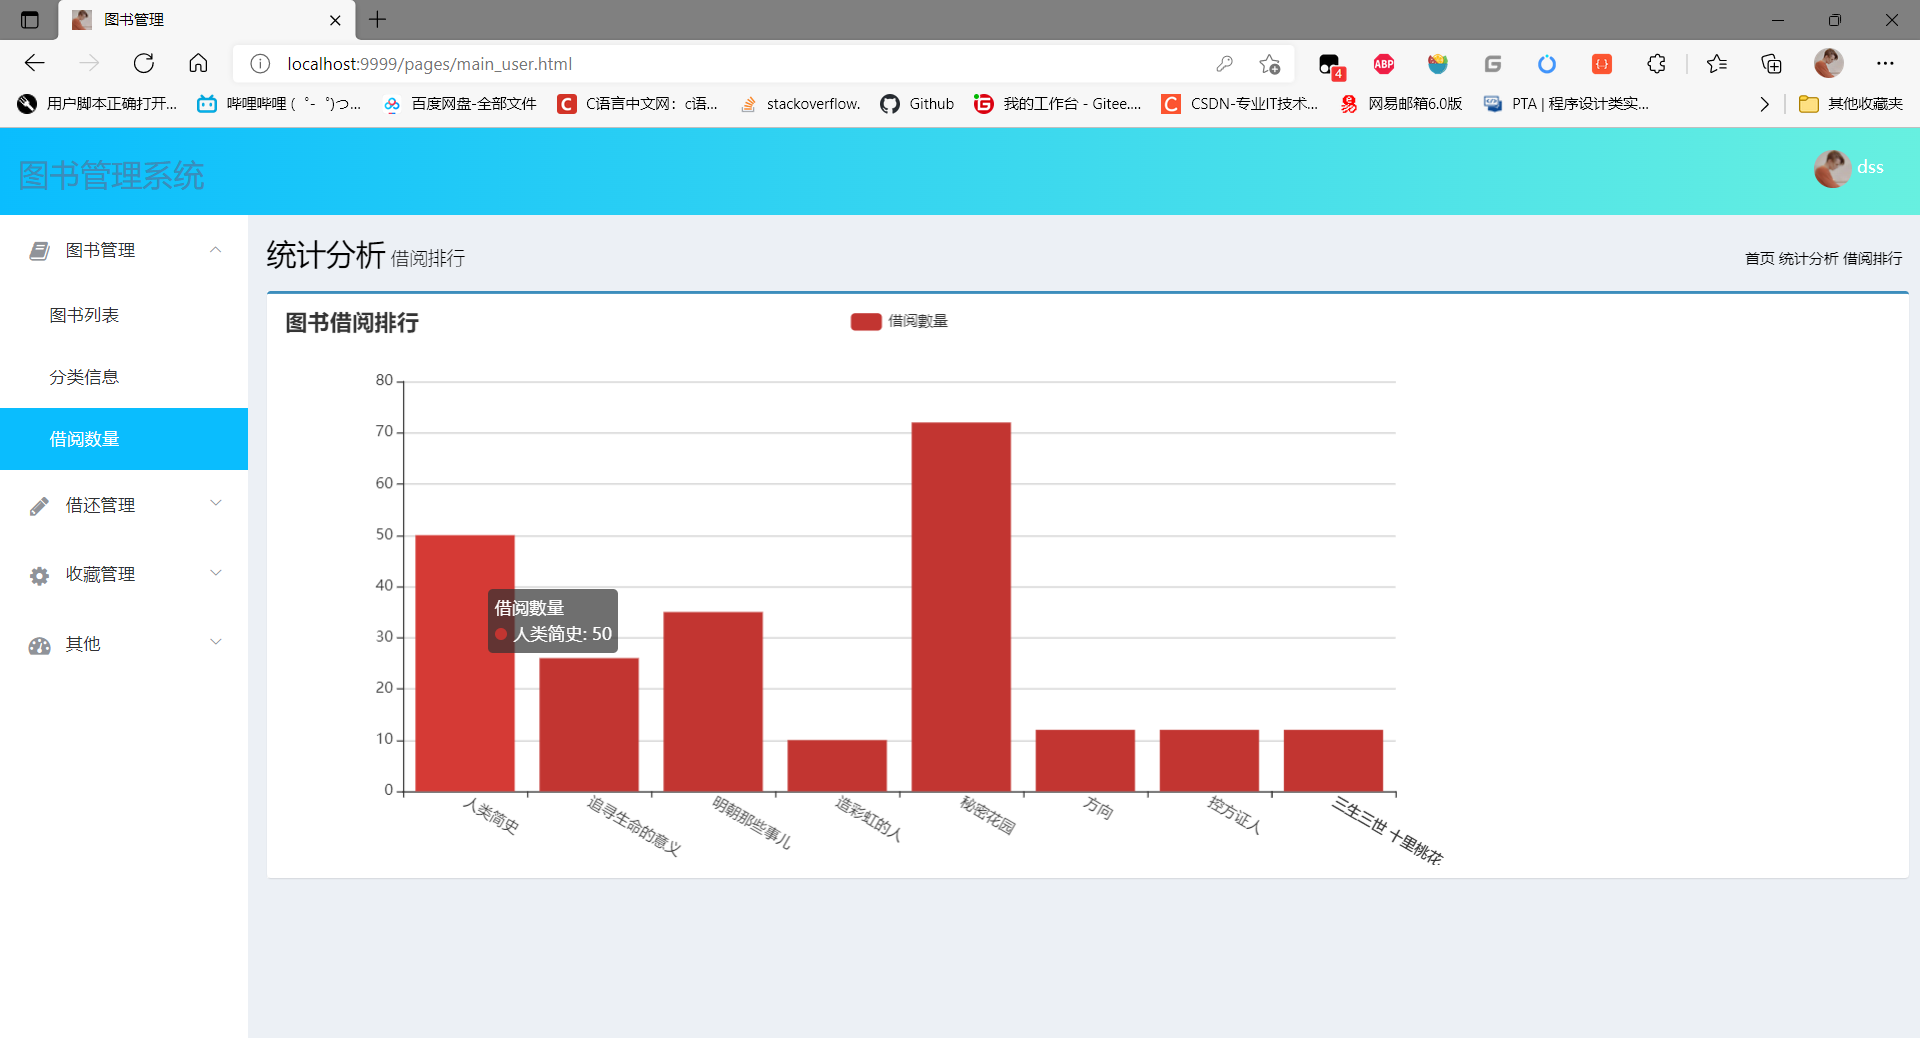 图书管理
localhost:9999/pages/main_user.html
4
ABP
用户脚本正确打开...
哔哩哔哩 (゜-゜)つ...
百度网盘-全部文件
C语言中文网：c语...
stackoverflow.
Github
我的工作台 - Gitee....
CSDN-专业IT技术...
网易邮箱6.0版
PTA | 程序设计类实...
其他收藏夹
图书管理系统
dss
图书管理
图书列表
分类信息
借阅数量
借还管理
收藏管理
其他
统计分析 借阅排行
首页 统计分析 借阅排行
图书借阅排行
借阅數量
80
70
60
50
40
30
20
10
0
借阅數量
人类简史: 50
人类简史
追寻生命的意义
明朝那些事儿
造彩虹的人
秘密花园
方向
控方证人
三生三世 十里桃花